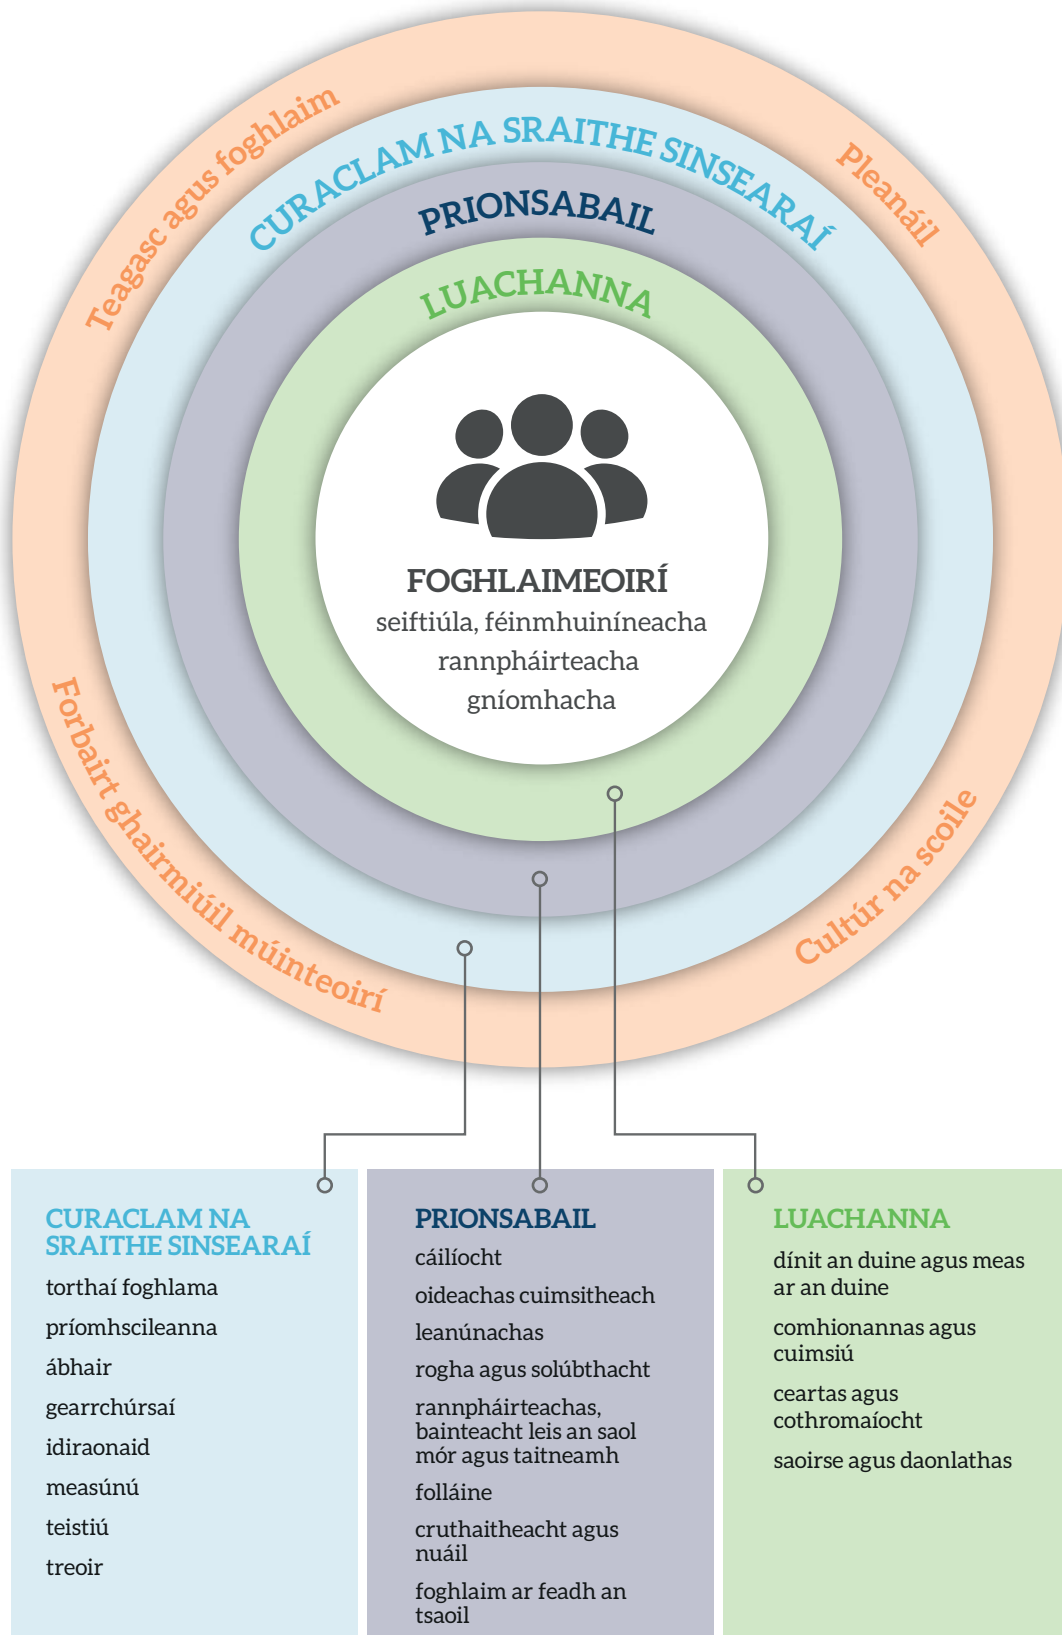 Teagasc agus foghlaim
Pleanáil
CURACLAM NA SRAITHE SINSEARAÍ
PRIONSABAIL
LUACHANNA
FOGHLAIMEOIRÍ
seiftiúla, féinmhuiníneacha
rannpháirteacha
gníomhacha
Forbairt ghairmiúil múinteoirí
Cultúr na scoile
CURACLAM NA
SRAITHE SINSEARAÍ
torthaí foghlama
príomhscileanna
ábhair
gearrchúrsaí
idiraonaid
measúnú
teistiú
treoir
PRIONSABAIL
cáilíocht
oideachas cuimsitheach
leanúnachas
rogha agus solúbthacht
rannpháirteachas,
bainteacht leis an saol
mór agus taitneamh
folláine
cruthaitheacht agus
nuáil
foghlaim ar feadh an
tsaoil
LUACHANNA
dínit an duine agus meas
ar an duine
comhionannas agus
cuimsiú
ceartas agus
cothromaíocht
saoirse agus daonlathas